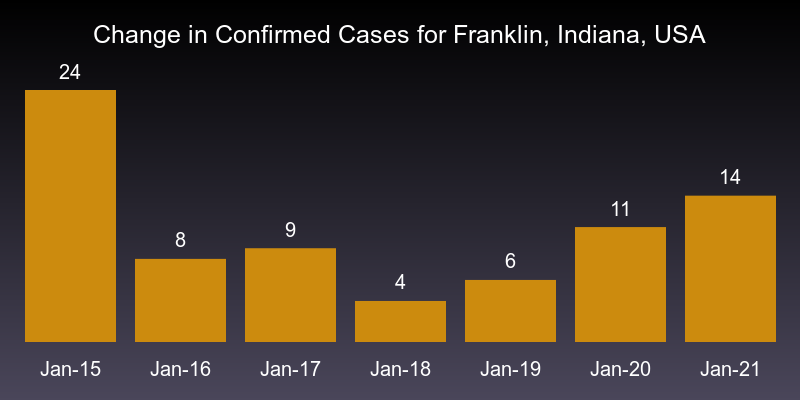 Change in Confirmed Cases for Franklin, Indiana, USA
24
8
9
4
6
11
14
Jan-15
Jan-16
Jan-17
Jan-18
Jan-19
Jan-20
Jan-21